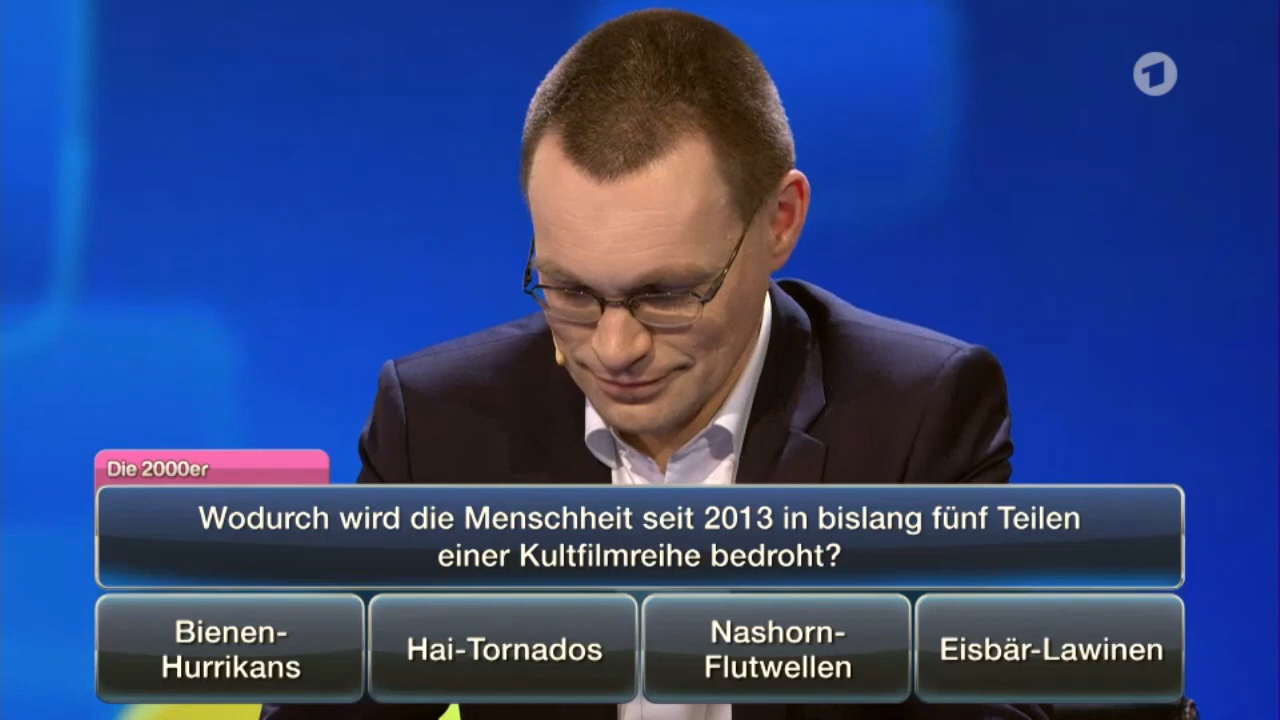 Die 2000er
Wodurch wird die Menschheit seit 2013 in bislang fünf Teilen
einer Kultfilmreihe bedroht?
Bienen-
Hurrikans
Hai-Tornados
Nashorn-
Flutwellen
Eisbär-Lawinen